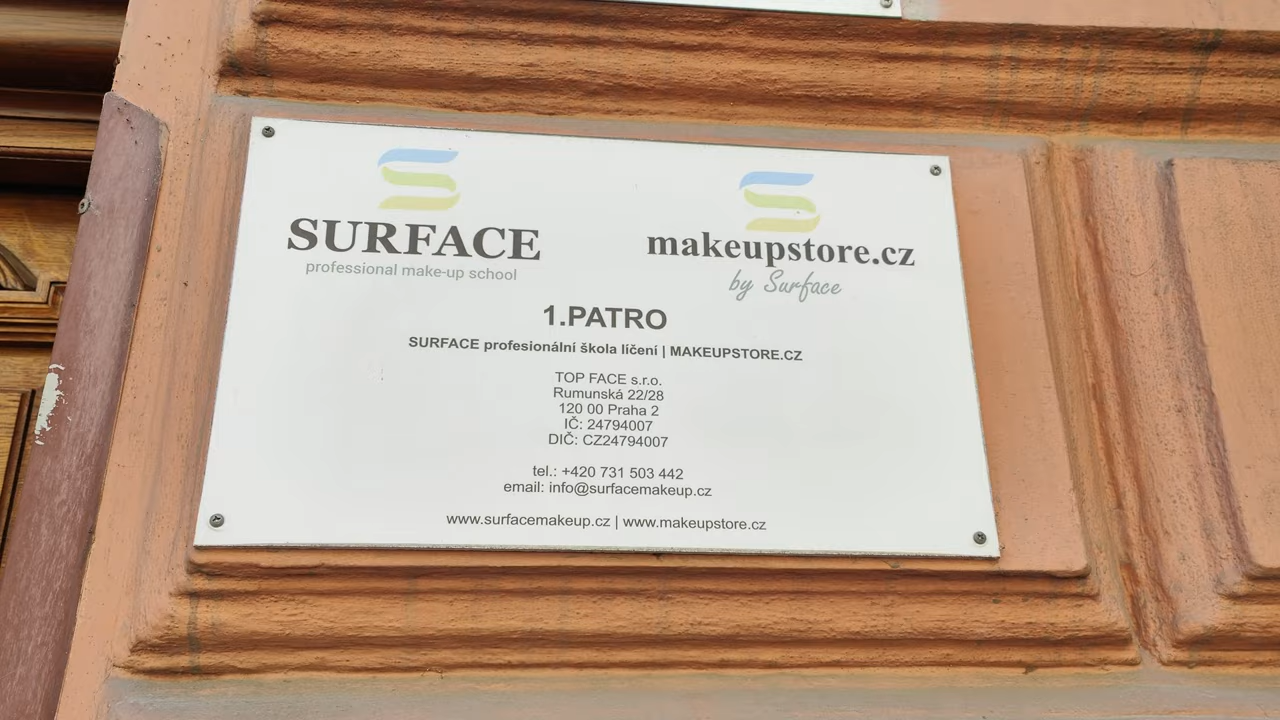 SURFACE
professional make-up school
makeupstore.cz
by Surface
1.PATRO
SURFACE profesionální škola líčení | MAKEUPSTORE.CZ
TOP FACE s.r.o.
Rumunská 22/28
120 00 Praha 2
IČ: 24794007
DIČ: CZ24794007
tel.: +420 731 503 442
email: info@surfacemakeup.cz
www.surfacemakeup.cz | www.makeupstore.cz